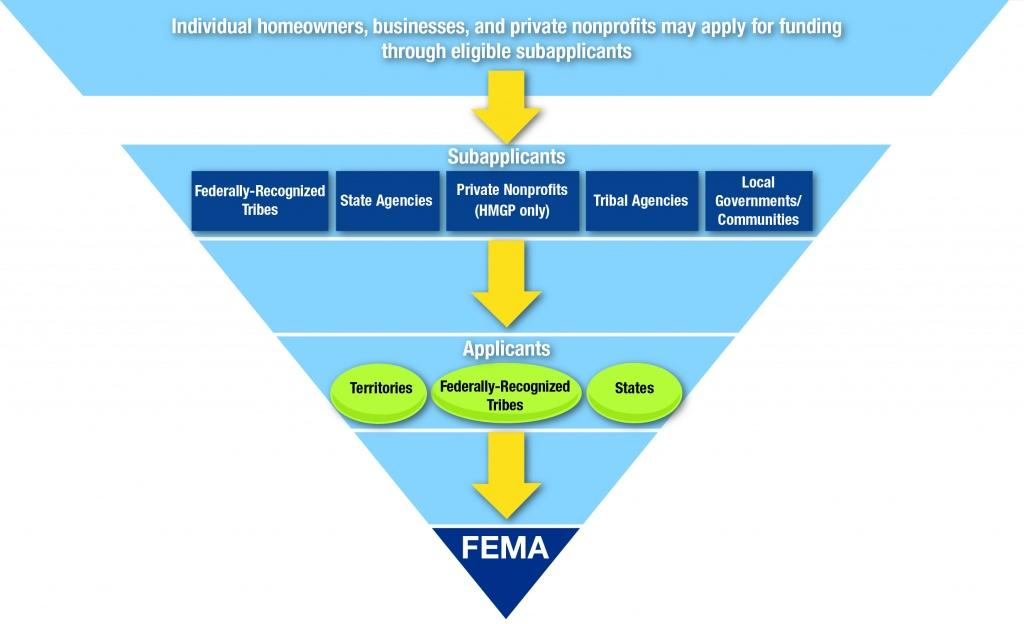 Individual homeowners, businesses, and private nonprofits may apply for funding
through eligible subapplicants
Subapplicants
Federally-Recognized
Tribes
State Agencies
Private Nonprofits
(HMGP only)
Tribal Agencies
Local
Governments/
Communities
Applicants
Territories
Federally-Recognized
Tribes
States
FEMA